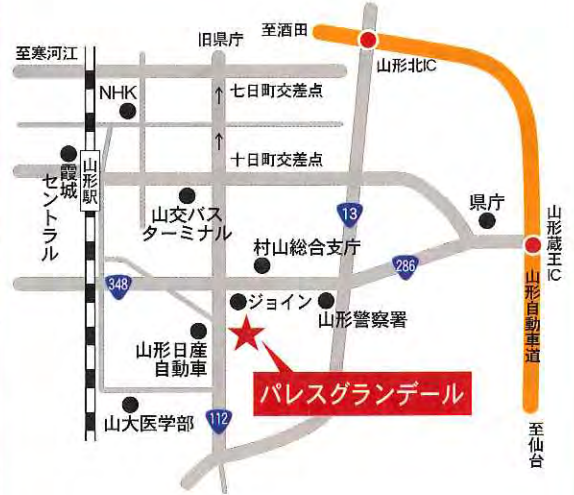 旧県庁
至酒田
至寒河江
山形北IC
NHK
七日町交差点
山形駅
霞城
セントラル
十日町交差点
山交バス
ターミナル
13
県庁
山形蔵王IC
村山総合支庁
286
348
ジョイン
山形警察署
山形自動車道
山形日産
自動車
パレスグランデール
山大医学部
112
至仙台